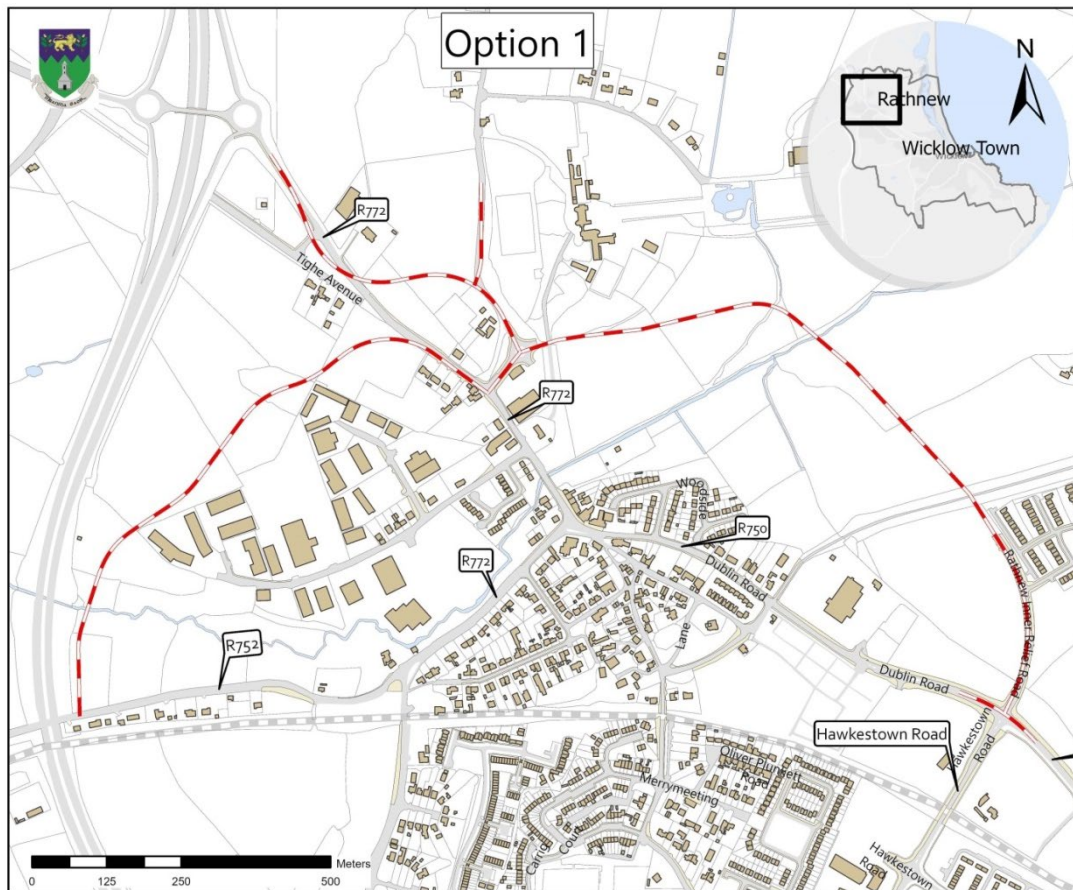 Option 1
N
Rathnew
Wicklow Town
R772
Tighe Avenue
R772
Woodside
R750
R772
Dublin Road
Lane
R752
Rathnew Inner Relief Road
Dublin Road
Hawkestown Road
Hawkestown
Road
Oliver Plunkett
Road
Merrymeeting
Court
Hawkestown
Road
Meters
0
125
250
500